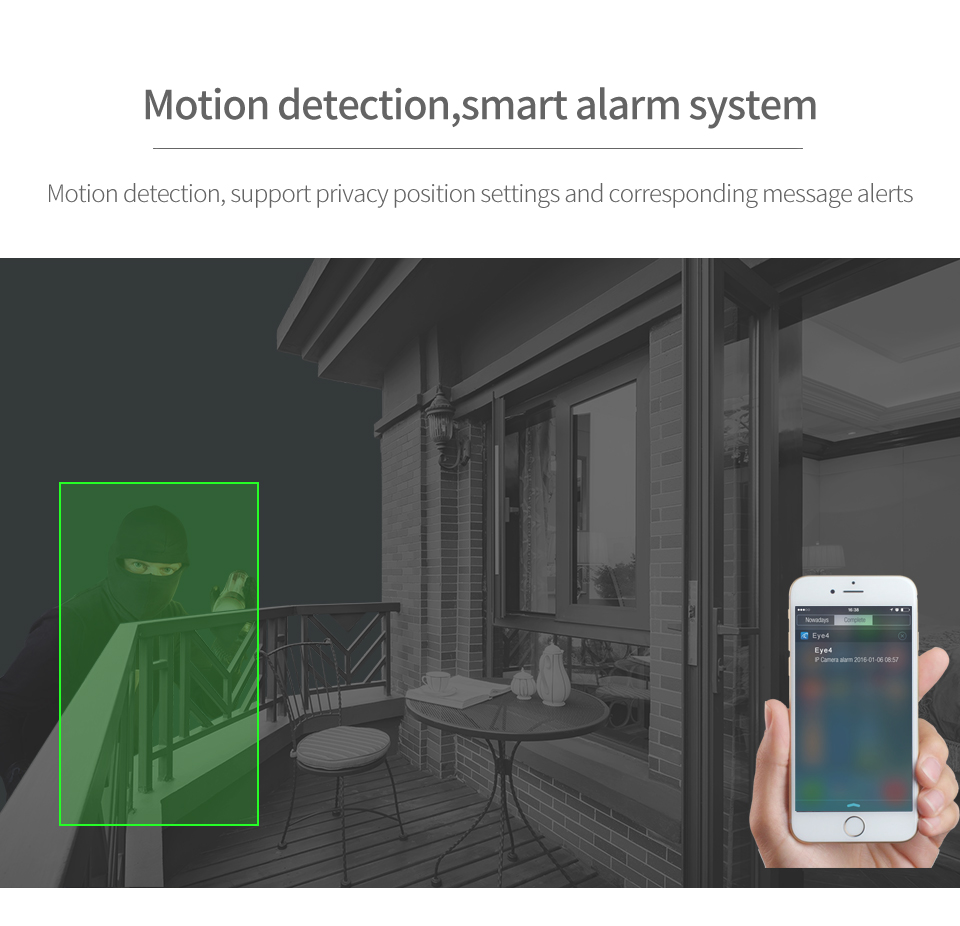 Motion detection,smart alarm system
Motion detection, support privacy position settings and corresponding message alerts
16:08
Nowadays Complete
Eye4
Eye4
IP Camera alarm 2016-01-06 08:57